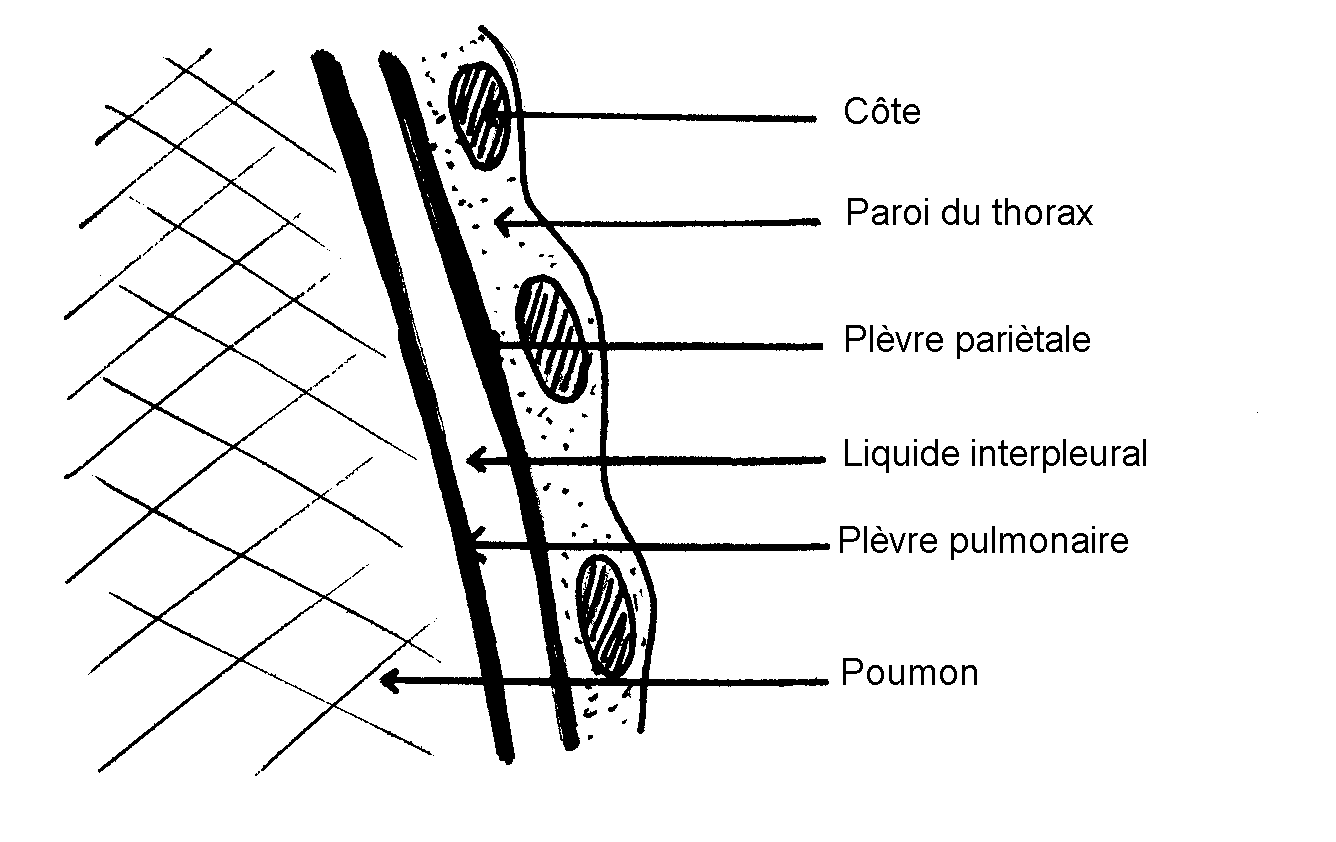 Côte
Paroi du thorax
Plèvre pariètale
Liquide interpleural
Plèvre pulmonaire
Poumon